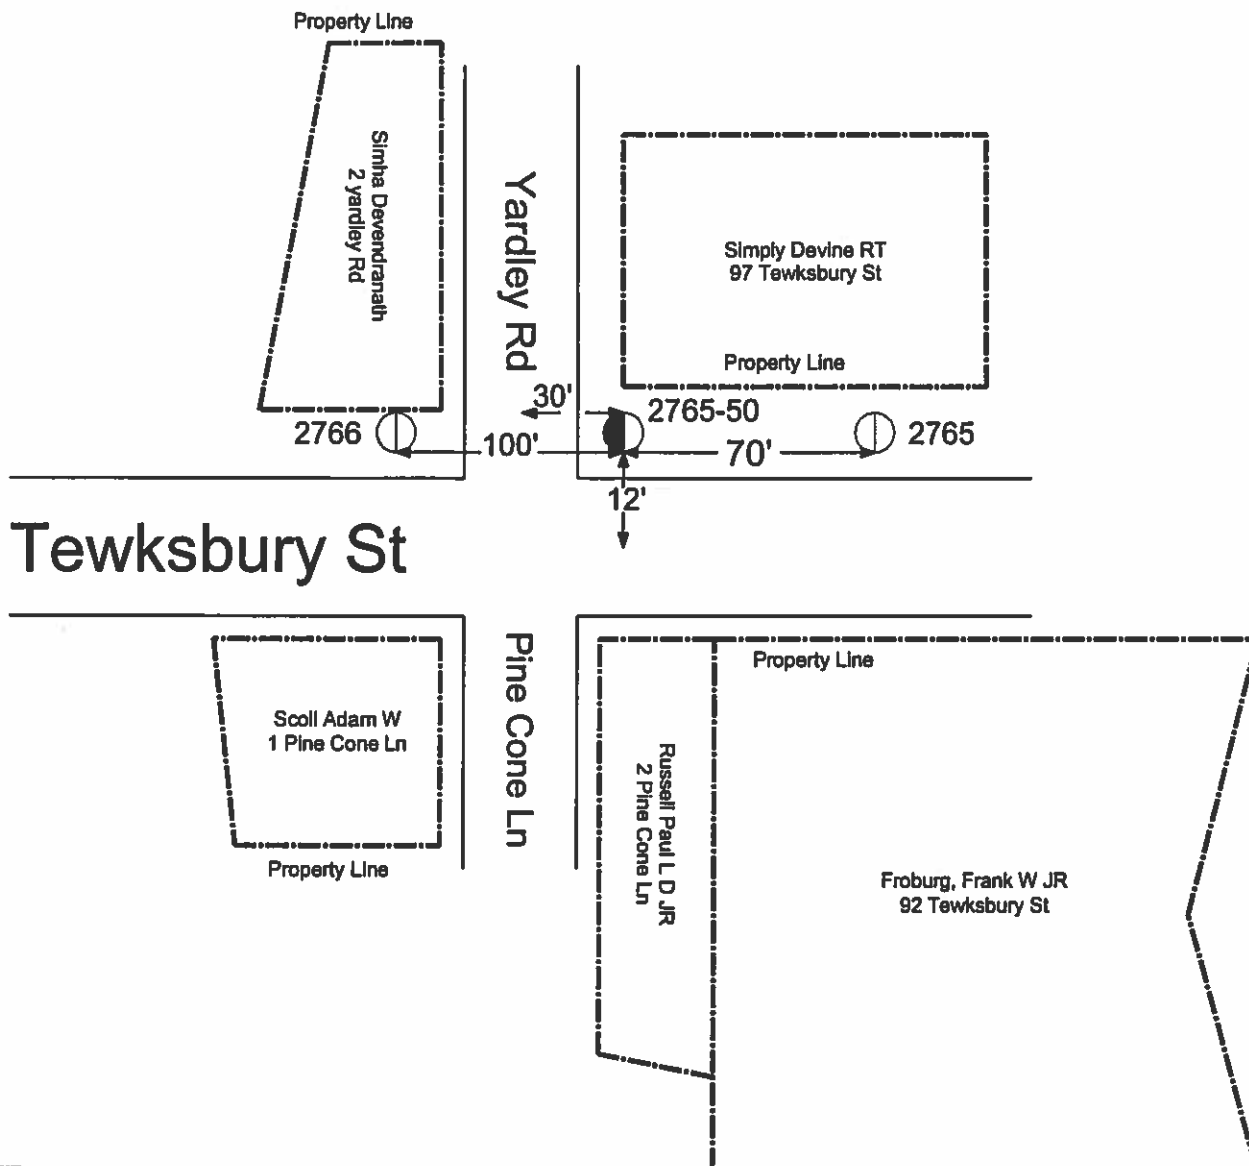 Property Line
Simha Devendranath
2 yardley Rd
Yardley Rd
Simply Devine RT
97 Tewksbury St
Property Line
30'
2765-50
2766
100'
70'
2765
12'
Tewksbury St
Pine Cone Ln
Property Line
Scoll Adam W
1 Pine Cone Ln
Property Line
Russell Paul L D JR
2 Pine Cone Ln
Froburg, Frank W JR
92 Tewksbury St